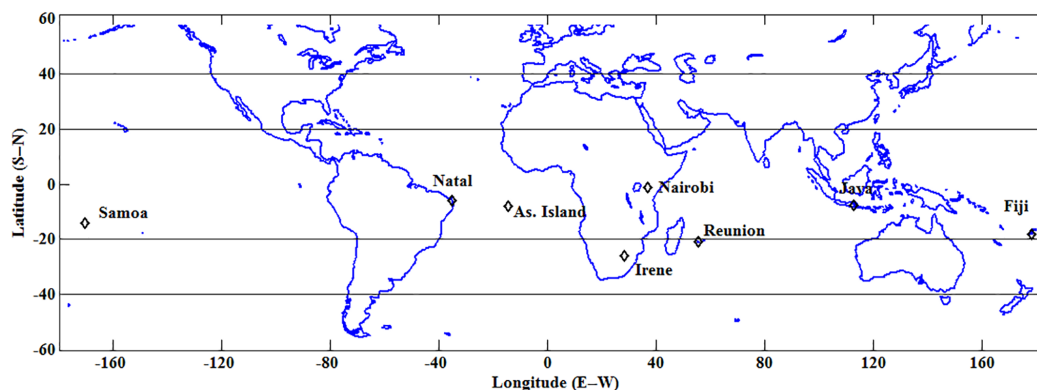 60
40
20
0
-20
-40
-60
Latitude (S–N)
Samoa
Natal
As. Island
Nairobi
Reunion
Irene
Java
Fiji
-160
-120
-80
-40
0
40
80
120
160
Longitude (E–W)